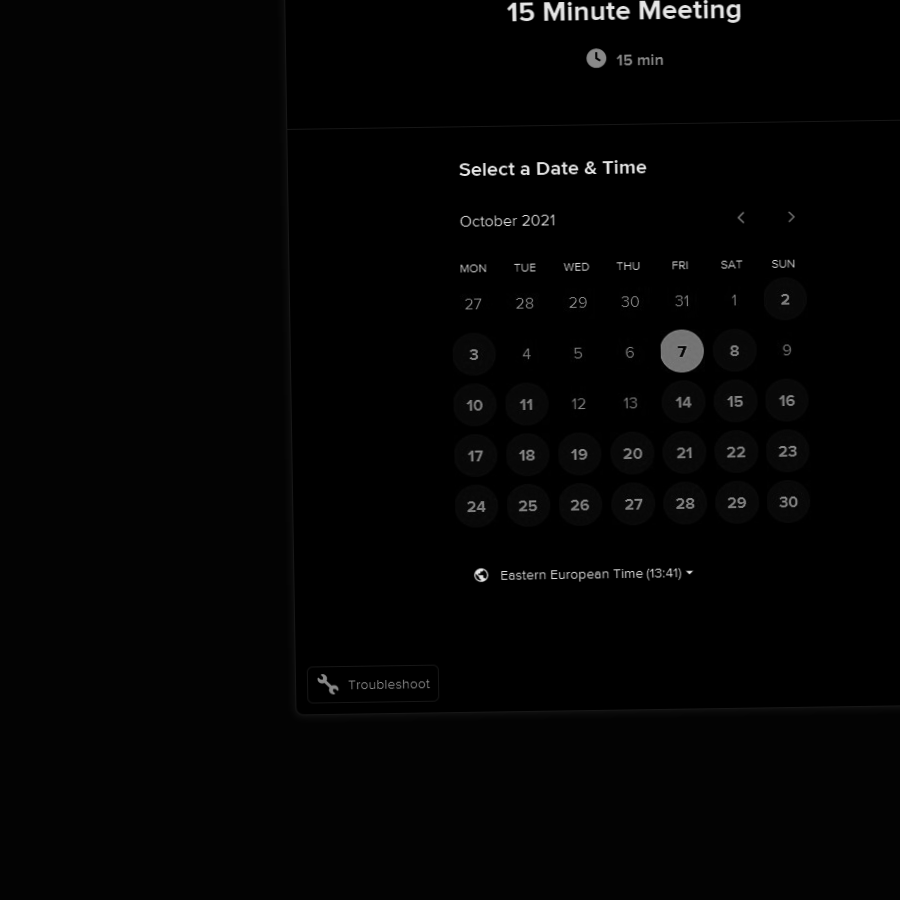 15 Minute Meeting
15 min
Select a Date & Time
October 2021
MON TUE WED THU FRI SAT SUN
27 28 29 30 31 1 2
3 4 5 6 7 8 9
10 11 12 13 14 15 16
17 18 19 20 21 22 23
24 25 26 27 28 29 30
Eastern European Time (13:41)
Troubleshoot